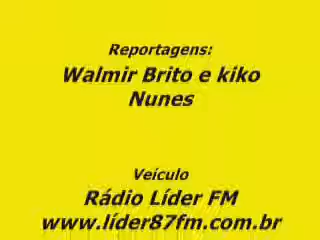 Reportagens:
Walmir Brito e kiko
Nunes
Veículo
Rádio Líder FM
www.líder87fm.com.br